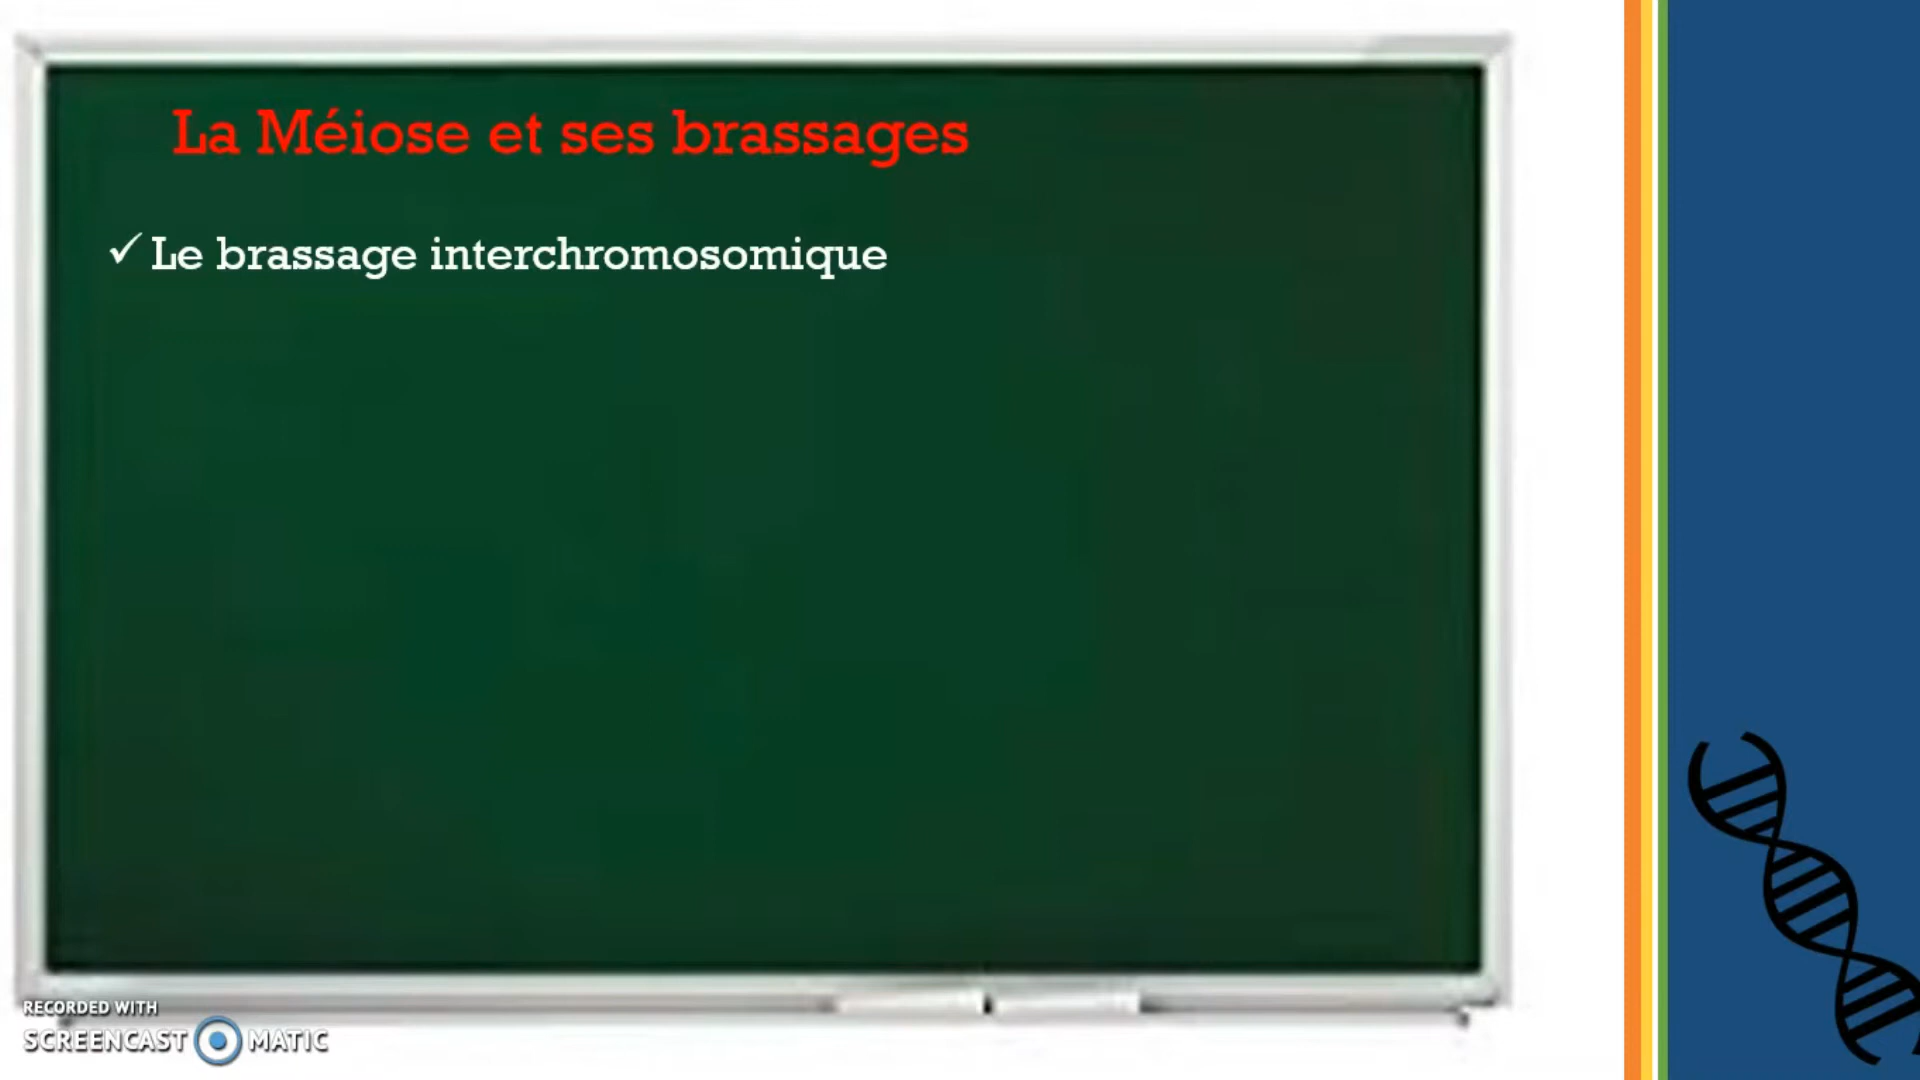 La Méiose et ses brassages
✓ Le brassage interchromosomique
RECORDED WITH
SCREENCAST MATIC